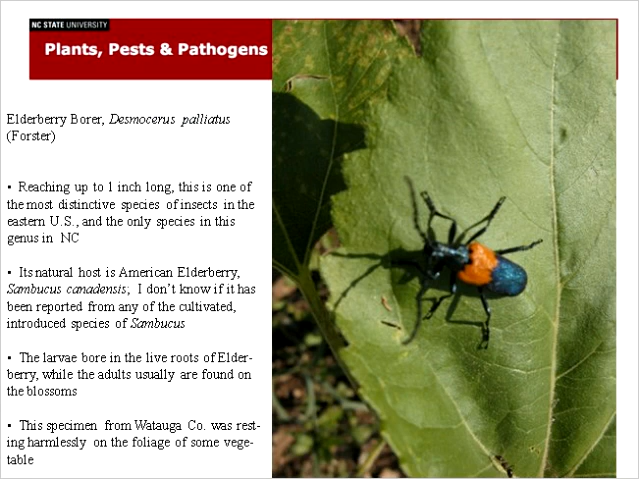 NC STATE UNIVERSITY
Plants, Pests & Pathogens
Elderberry Borer, Desmocerus palliatus
(Forster)
• Reaching up to 1 inch long, this is one of
the most distinctive species of insects in the
eastern U.S., and the only species in this
genus in NC
• Its natural host is American Elderberry,
Sambucus canadensis; I don't know if it has
been reported from any of the cultivated,
introduced species of Sambucus
• The larvae bore in the live roots of Elder-
berry, while the adults usually are found on
the blossoms
• This specimen from Watauga Co. was rest-
ing harmlessly on the foliage of some vege-
table